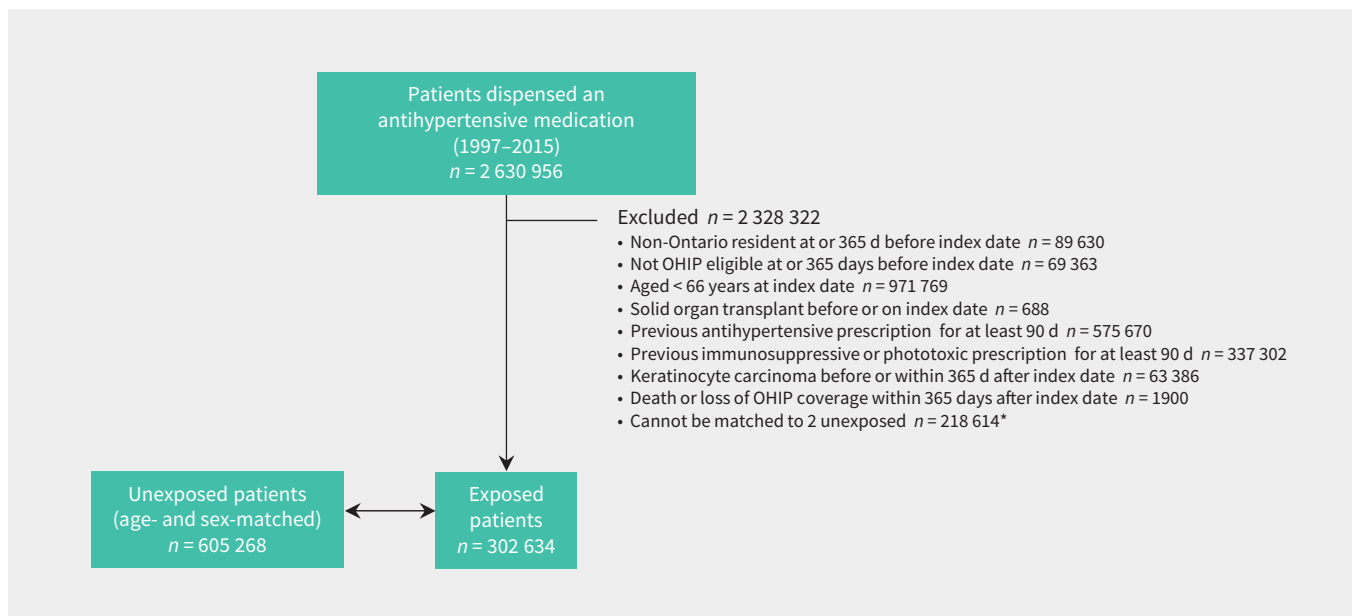 Patients dispensed an
antihypertensive medication
(1997–2015)
n = 2 630 956
Excluded n = 2 328 322
• Non-Ontario resident at or 365 d before index date n = 89 630
• Not OHIP eligible at or 365 days before index date n = 69 363
• Aged < 66 years at index date n = 971 769
• Solid organ transplant before or on index date n = 688
• Previous antihypertensive prescription for at least 90 d n = 575 670
• Previous immunosuppressive or phototoxic prescription for at least 90 d n = 337 302
• Keratinocyte carcinoma before or within 365 d after index date n = 63 386
• Death or loss of OHIP coverage within 365 days after index date n = 1900
• Cannot be matched to 2 unexposed n = 218 614*
Unexposed patients
(age- and sex-matched)
n = 605 268
Exposed
patients
n = 302 634